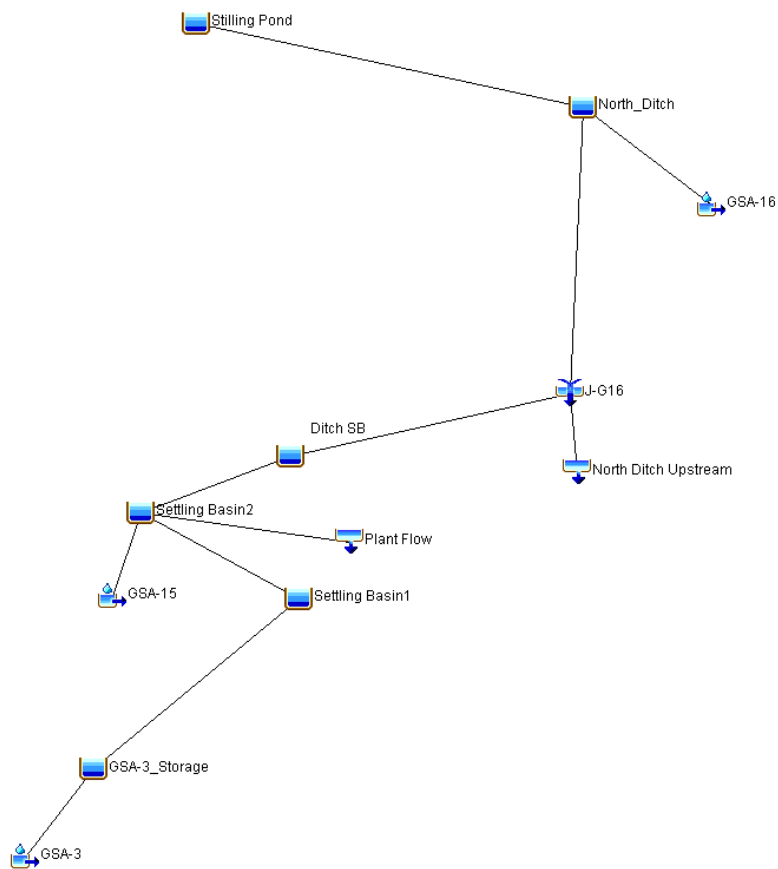 Stilling Pond
North_Ditch
GSA-16
J-G16
Ditch SB
North Ditch Upstream
Settling Basin2
Plant Flow
GSA-15
Settling Basin1
GSA-3_Storage
GSA-3